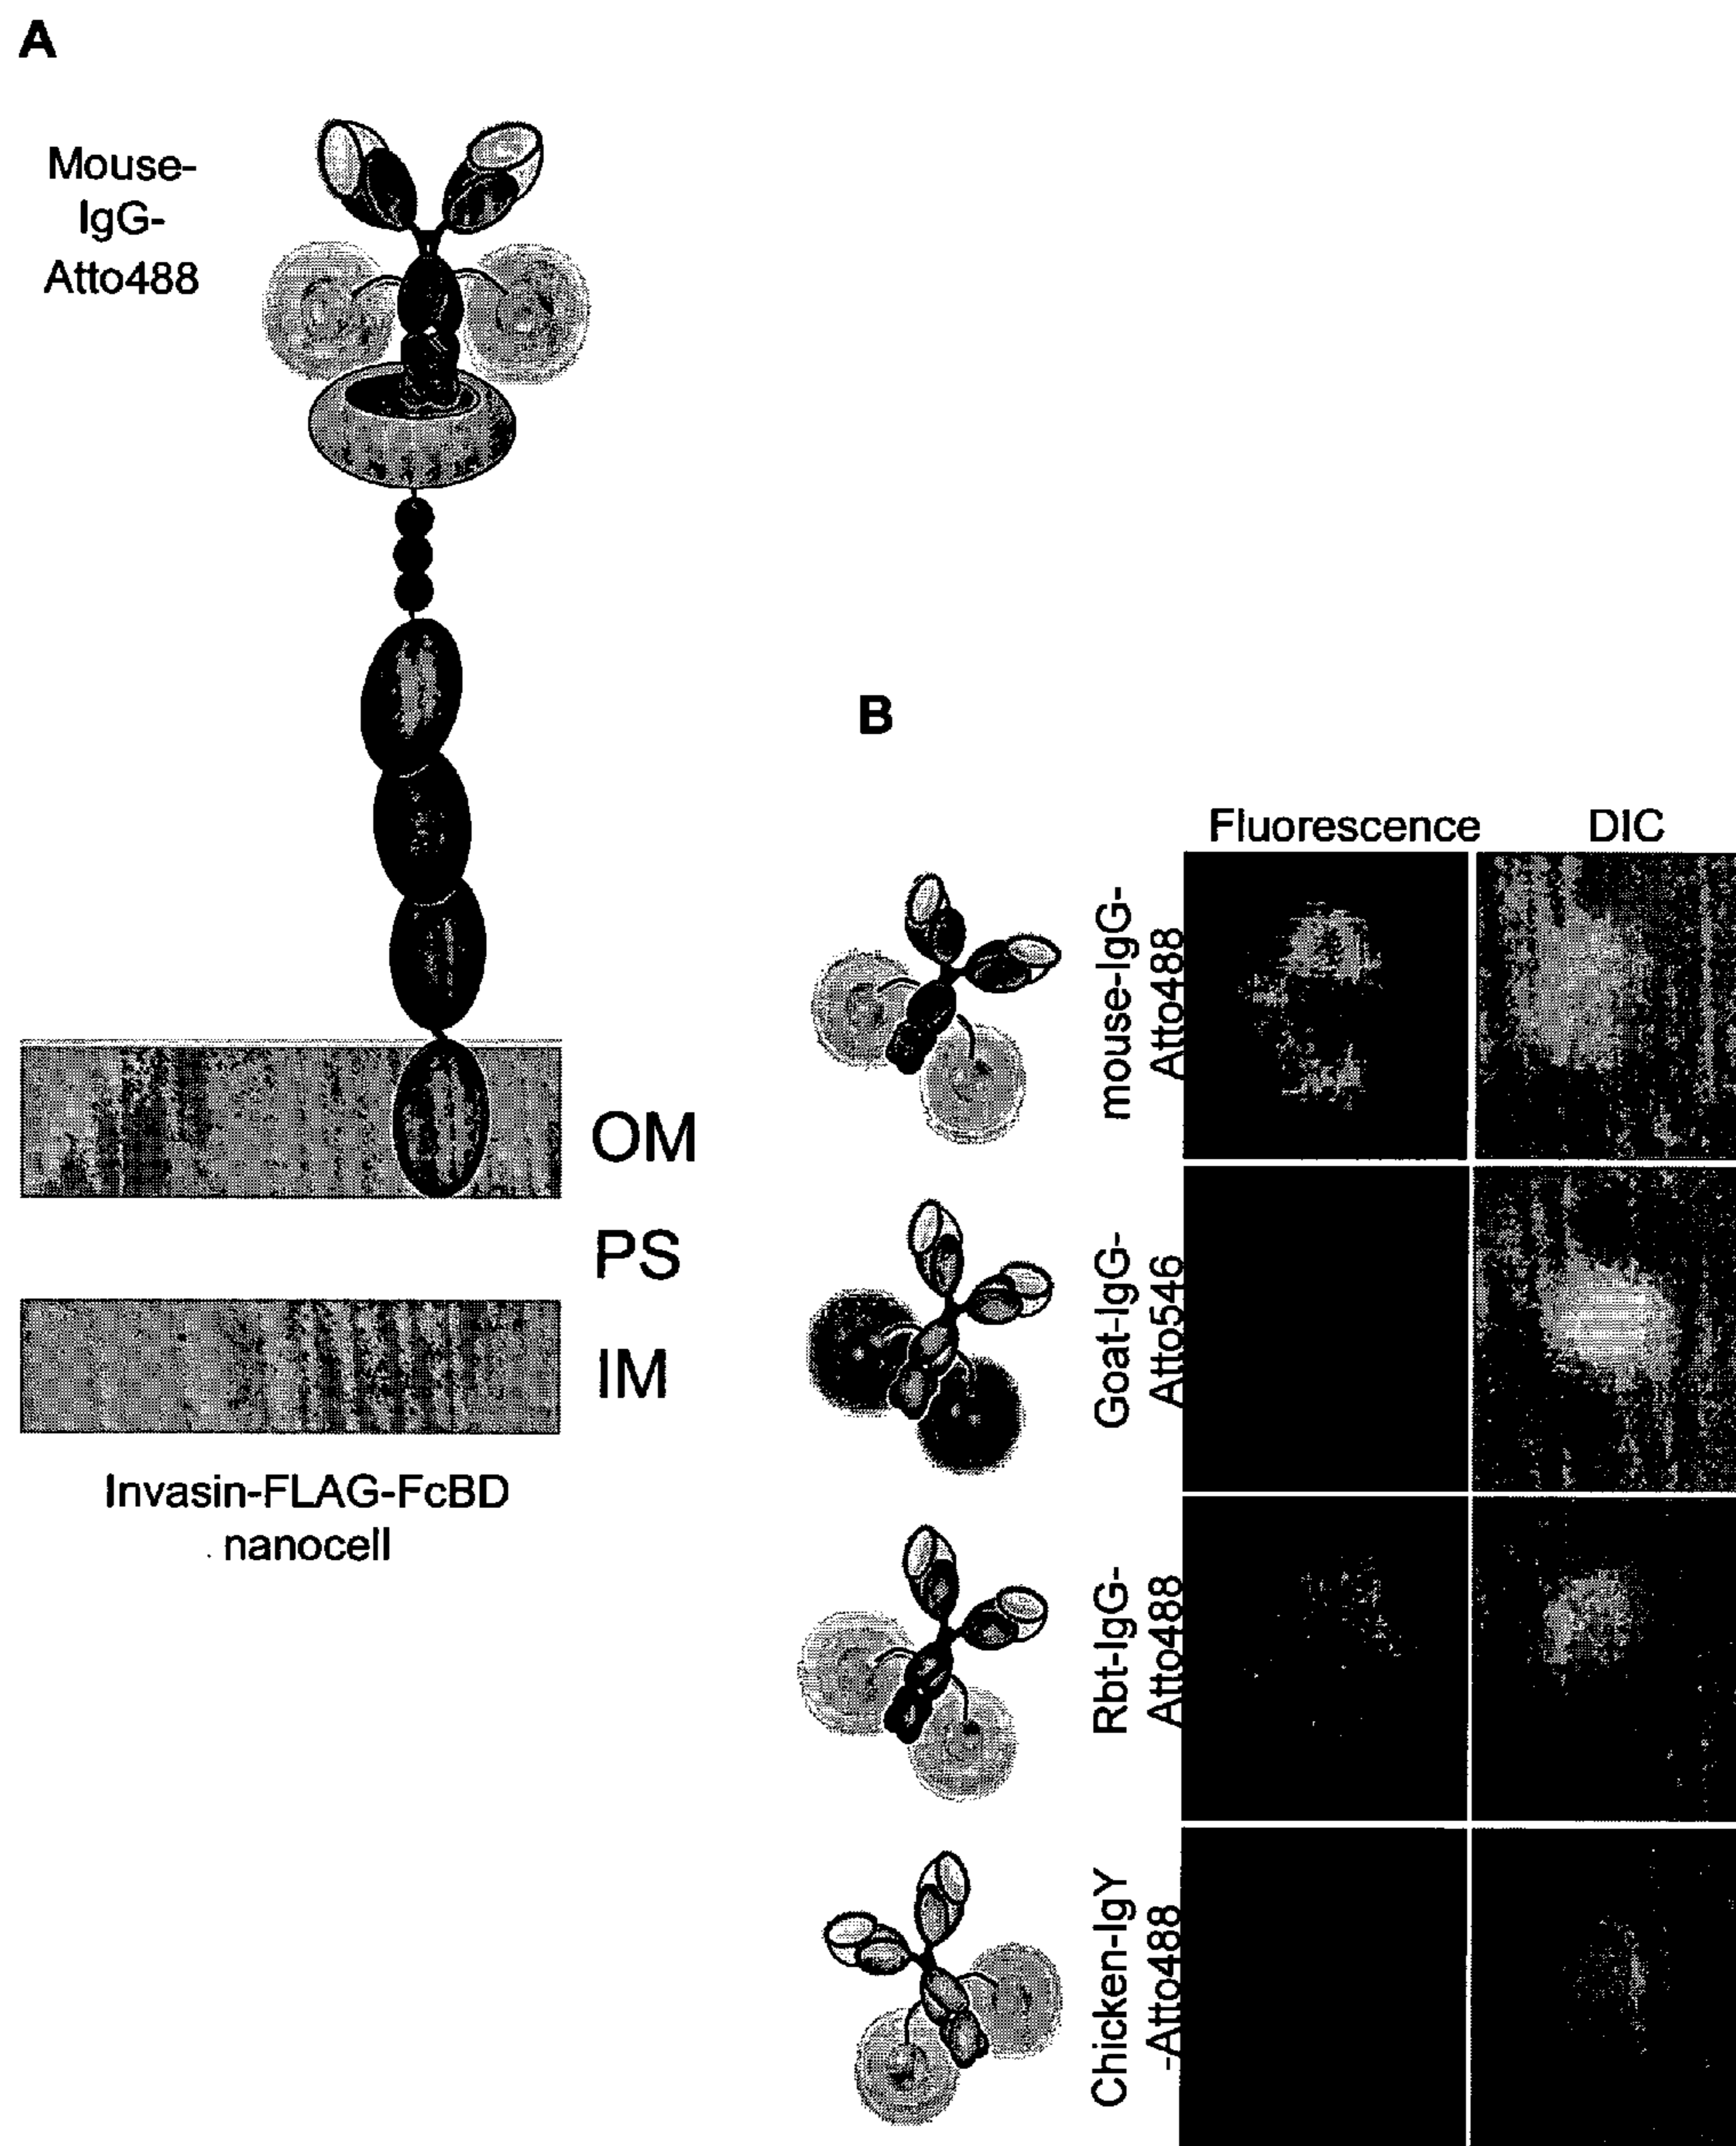 A
Mouse-
IgG-
Atto488
OM
PS
IM
Invasin-FLAG-FcBD
nanocell
B
Fluorescence
DIC
mouse-IgG-
Atto488
Goat-IgG-
Atto546
Rbt-IgG-
Atto488
Chicken-IgY
-Atto488